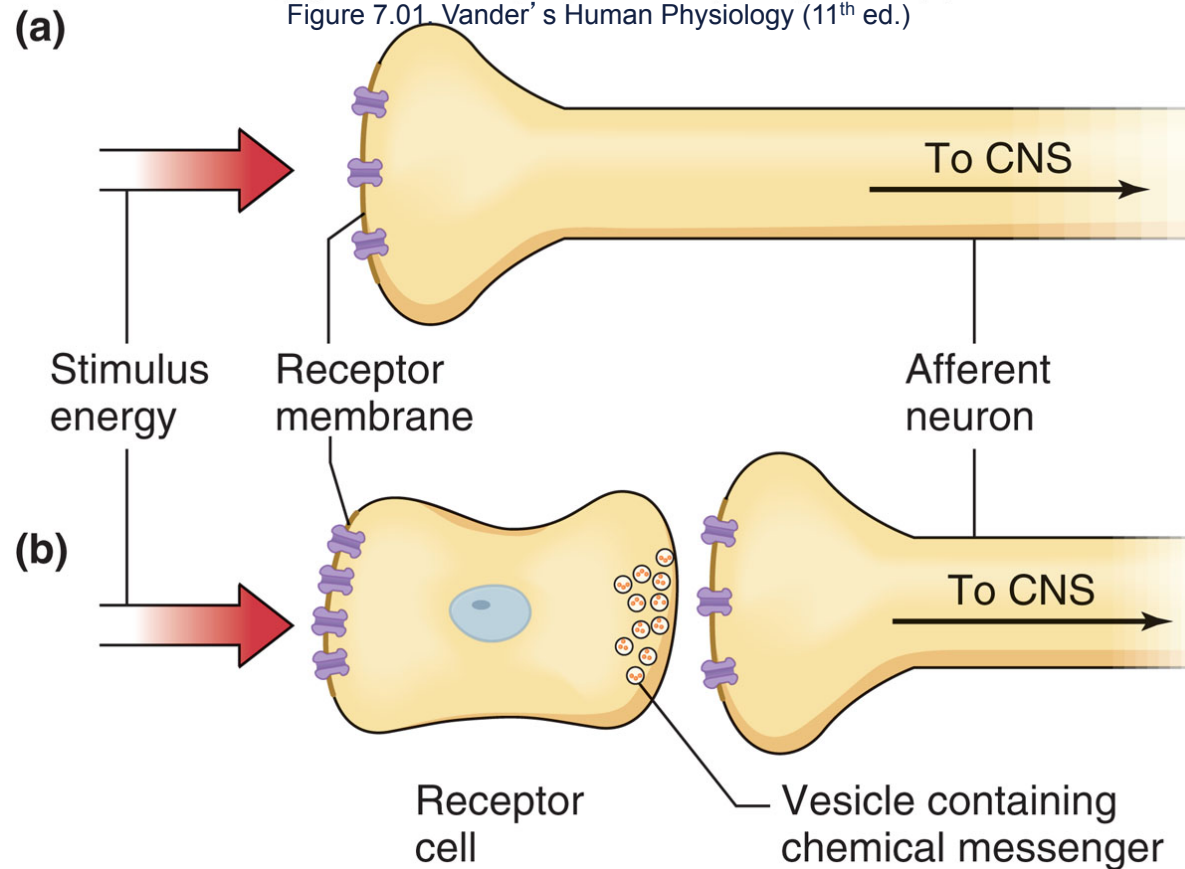 Figure 7.01. Vander’s Human Physiology (11th ed.)
(a)
To CNS
Stimulus
energy
Receptor
membrane
Afferent
neuron
(b)
To CNS
Receptor
cell
Vesicle containing
chemical messenger